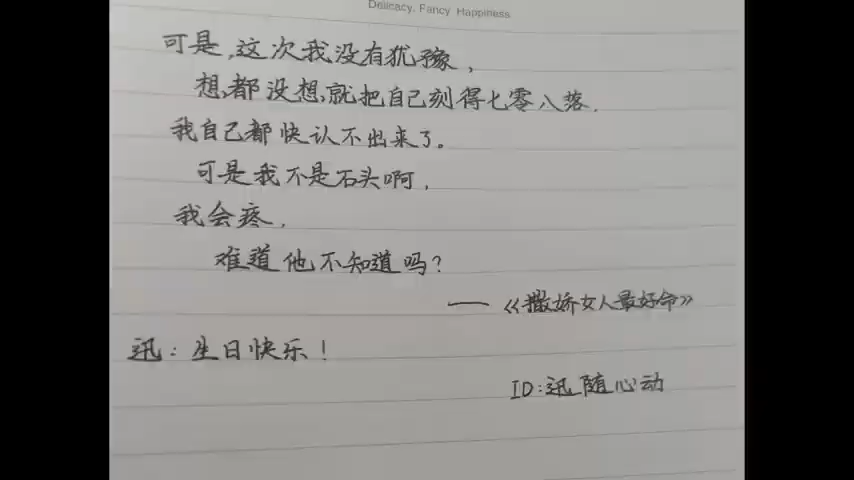 Delicacy, Fancy Happiness
可是,这次我没有犹豫,
想,都没想,就把自己刻得七零八落.
我自己都快认不出来了。
可是我不是石头啊,
我会疼,
难道他不知道吗?
——《撒娇女人最好命》
迅:生日快乐!
ID:迅随心动